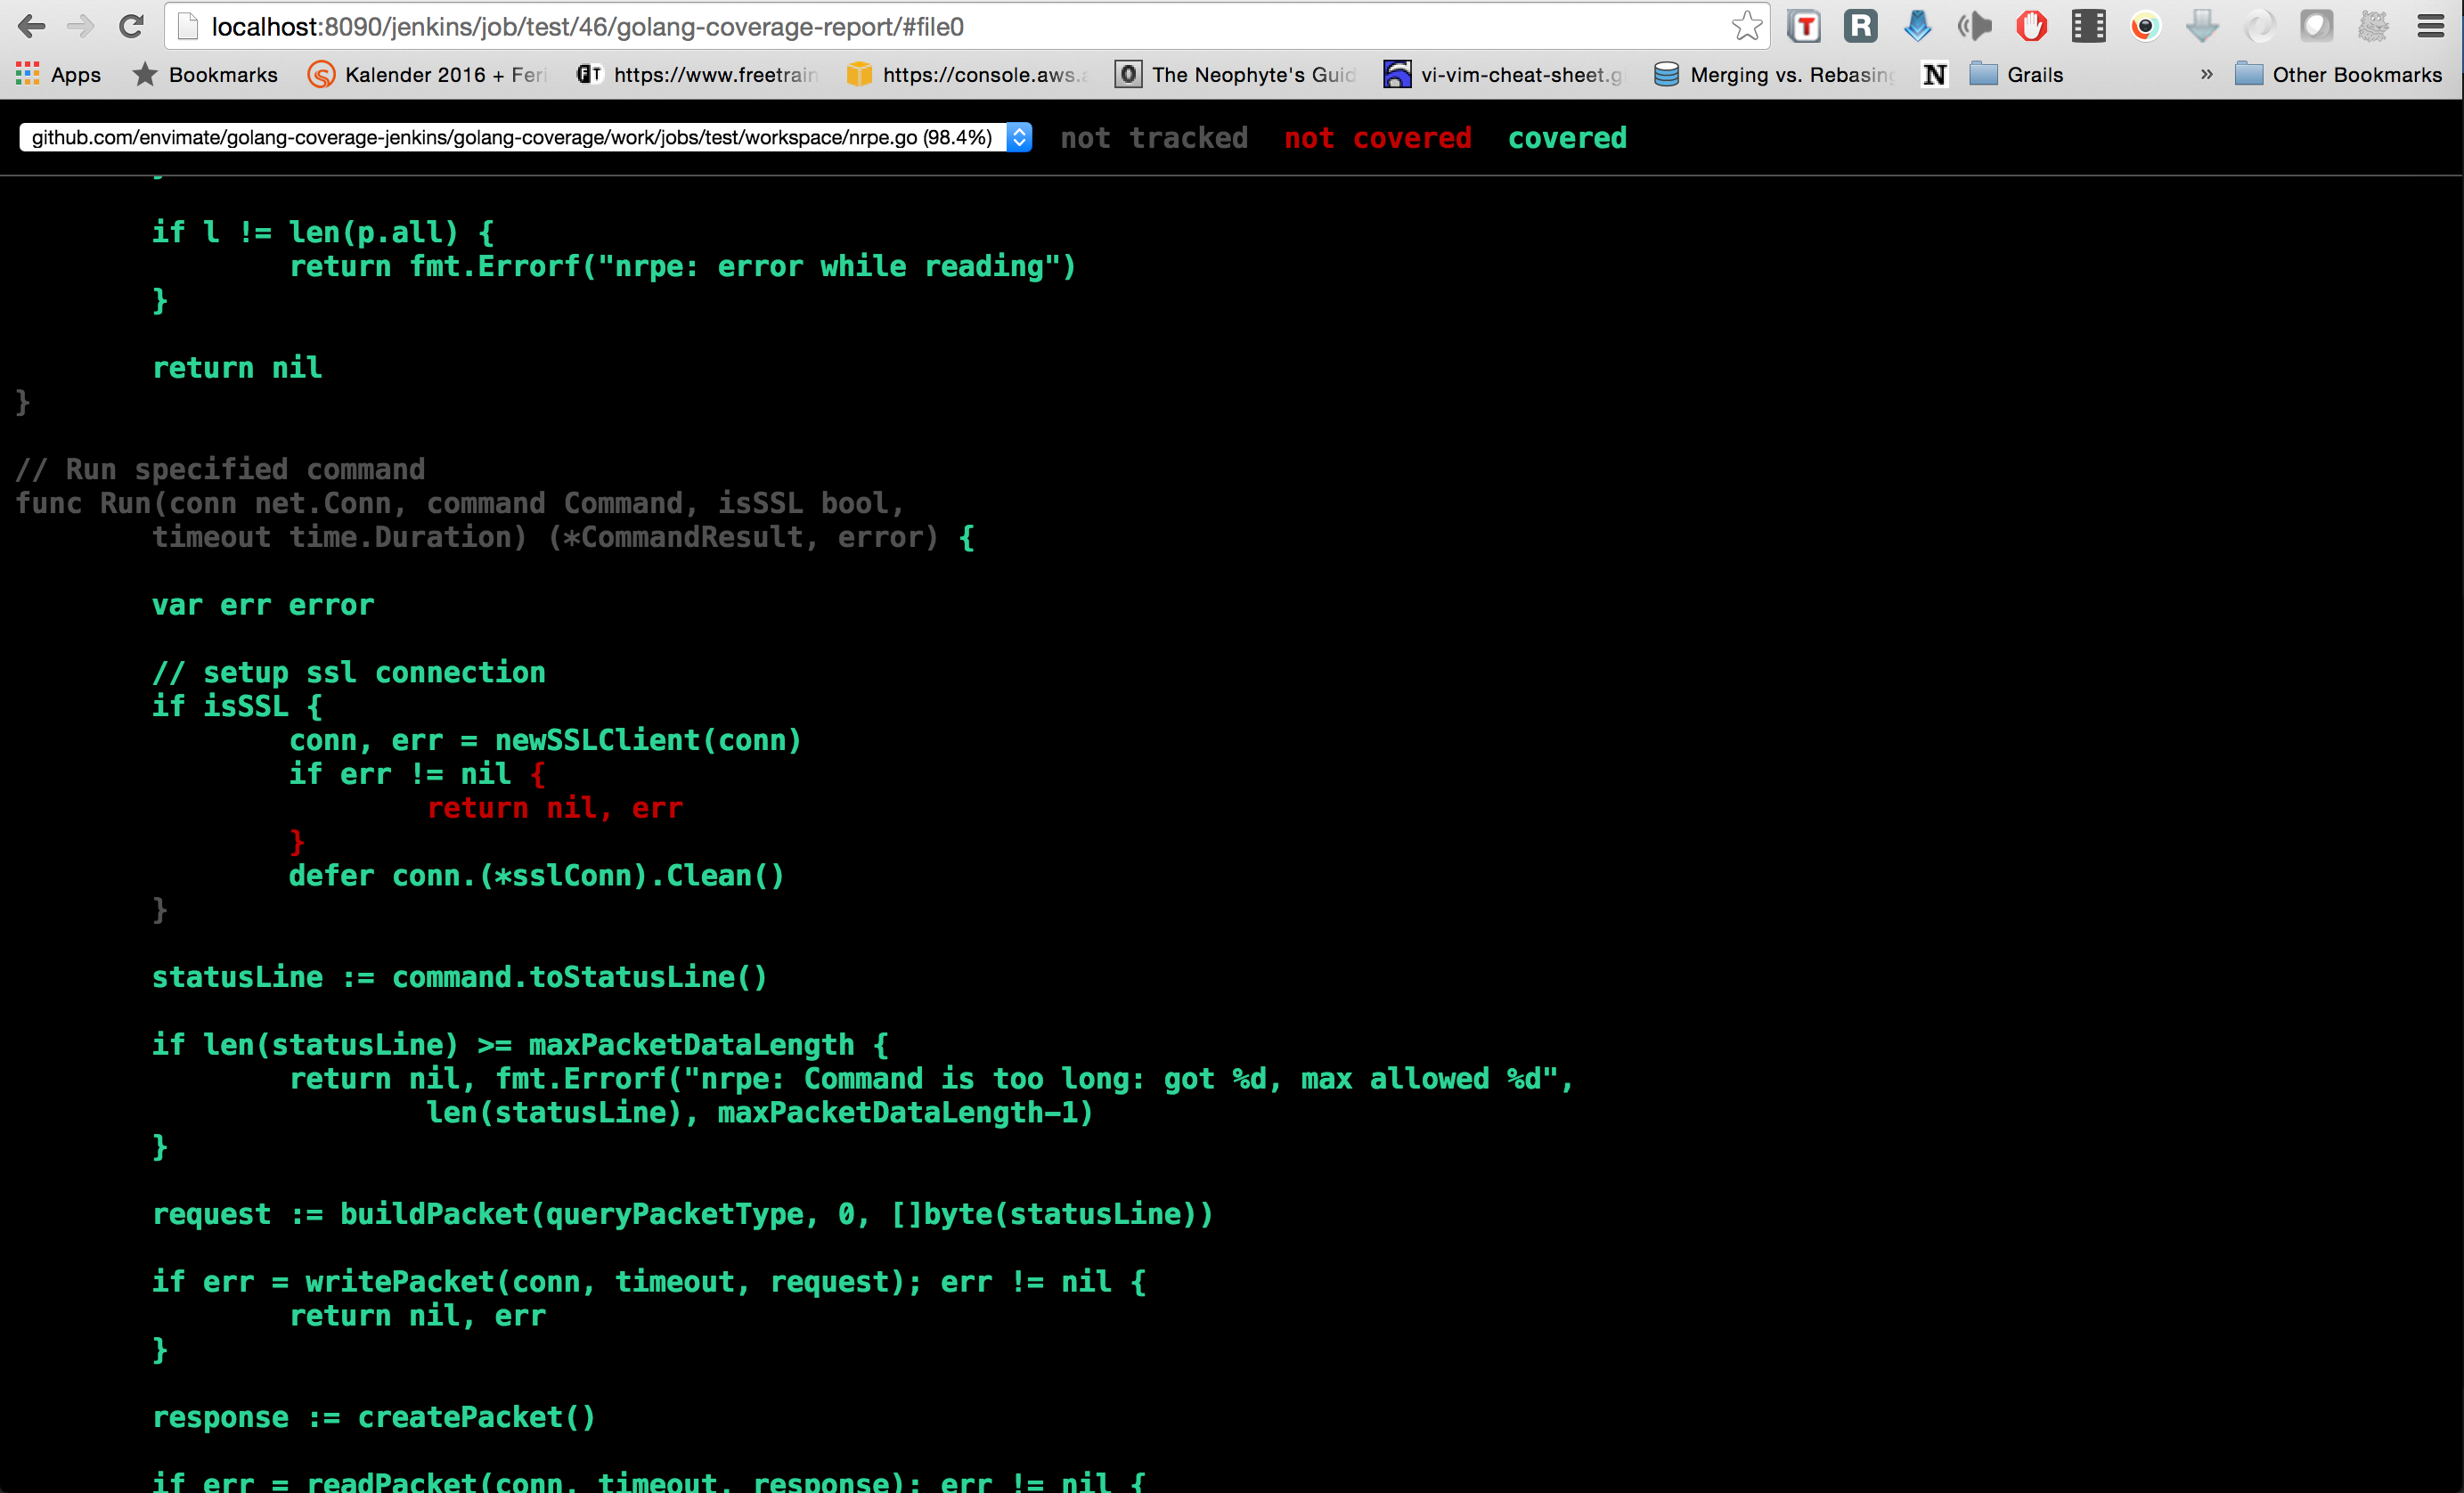 localhost:8090/jenkins/job/test/46/golang-coverage-report/#file0
Apps Bookmarks Kalender 2016 + Feri https://www.freetrain https://console.aws. The Neophyte's Guid vi-vim-cheat-sheet.g Merging vs. Rebasing Grails » Other Bookmarks
github.com/envimate/golang-coverage-jenkins/golang-coverage/work/jobs/test/workspace/nrpe.go (98.4%) not tracked not covered covered
if l != len(p.all) {
return fmt.Errorf("nrpe: error while reading")
}
return nil
}
// Run specified command
func Run(conn net.Conn, command Command, isSSL bool,
timeout time.Duration) (*CommandResult, error) {
var err error
// setup ssl connection
if isSSL {
conn, err = newSSLClient(conn)
if err != nil {
return nil, err
}
defer conn.(*sslConn).Clean()
}
statusLine := command.toStatusLine()
if len(statusLine) >= maxPacketDataLength {
return nil, fmt.Errorf("nrpe: Command is too long: got %d, max allowed %d",
len(statusLine), maxPacketDataLength-1)
}
request := buildPacket(queryPacketType, 0, []byte(statusLine))
if err = writePacket(conn, timeout, request); err != nil {
return nil, err
}
response := createPacket()
if err = readPacket(conn, timeout, response); err != nil {